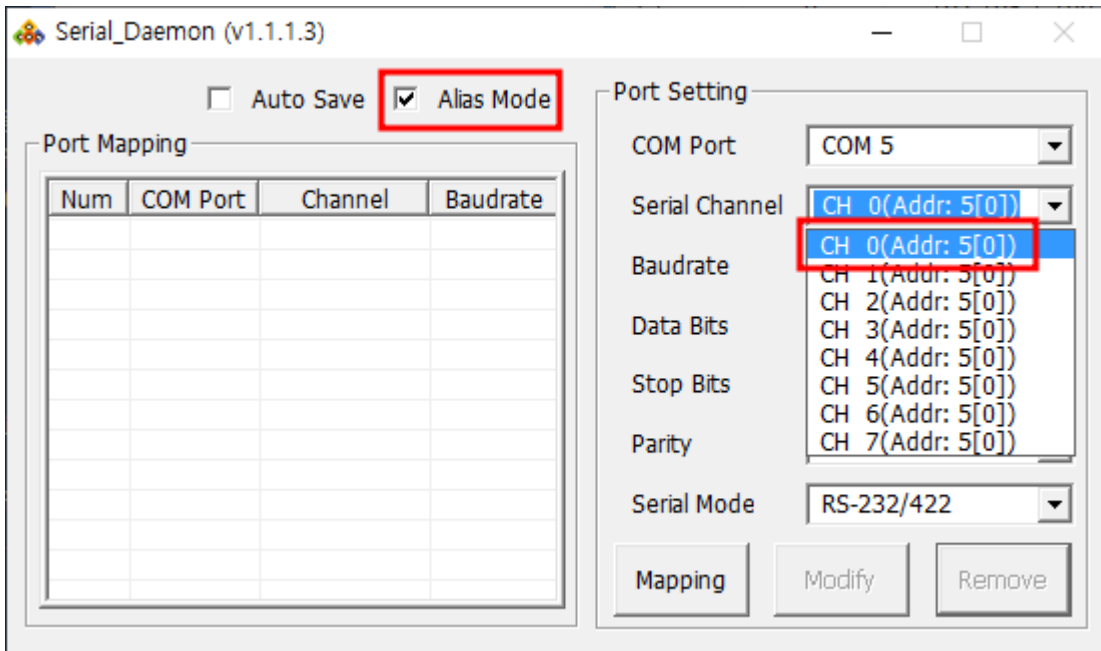 Serial_Daemon (v1.1.1.3)
Auto Save
Alias Mode
Port Mapping
Num COM Port Channel Baudrate
Port Setting
COM Port COM 5
Serial Channel CH 0(Addr: 5[0])
CH 0(Addr: 5[0])
Baudrate
CH 1(Addr: 5[0])
CH 2(Addr: 5[0])
Data Bits
CH 3(Addr: 5[0])
CH 4(Addr: 5[0])
Stop Bits
CH 5(Addr: 5[0])
CH 6(Addr: 5[0])
Parity
CH 7(Addr: 5[0])
Serial Mode RS-232/422
Mapping Modify Remove